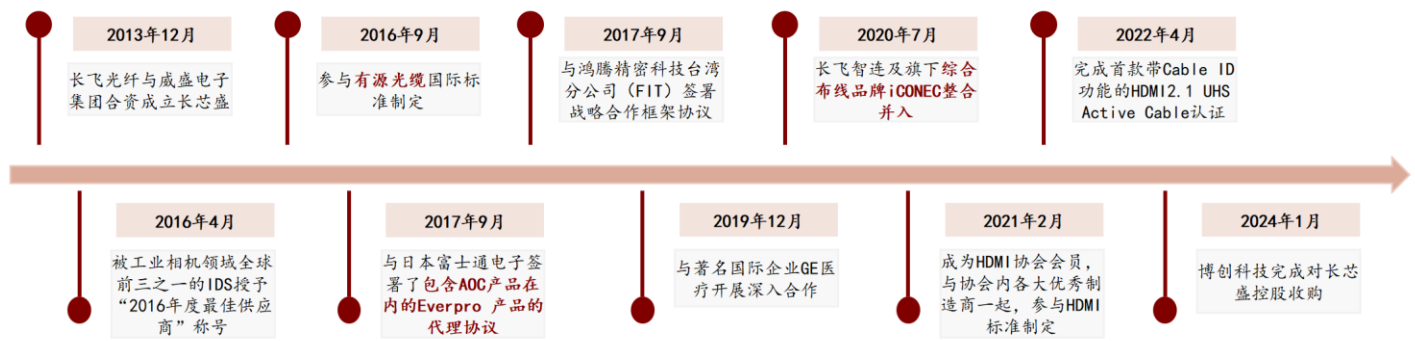 2013年12月
长飞光纤与威盛电子
集团合资成立长芯盛
2016年9月
参与有源光缆国际标
准制定
2017年9月
与鸿腾精密科技台湾
分公司（FIT）签署
战略合作框架协议
2020年7月
长飞智连及旗下综合
布线品牌iCONEC整合
并入
2022年4月
完成首款带Cable ID
功能的HDMI2.1 UHS
Active Cable认证
2016年4月
被工业相机领域全球
前三之一的IDS授予
“2016年度最佳供应
商”称号
2017年9月
与日本富士通电子签
署了包含AOC产品在
内的Everpro 产品的
代理协议
2019年12月
与著名国际企业GE医
疗开展深入合作
2021年2月
成为HDMI协会会员，
与协会内各大优秀制
造商一起，参与HDMI
标准制定
2024年1月
博创科技完成对长芯
盛控股收购